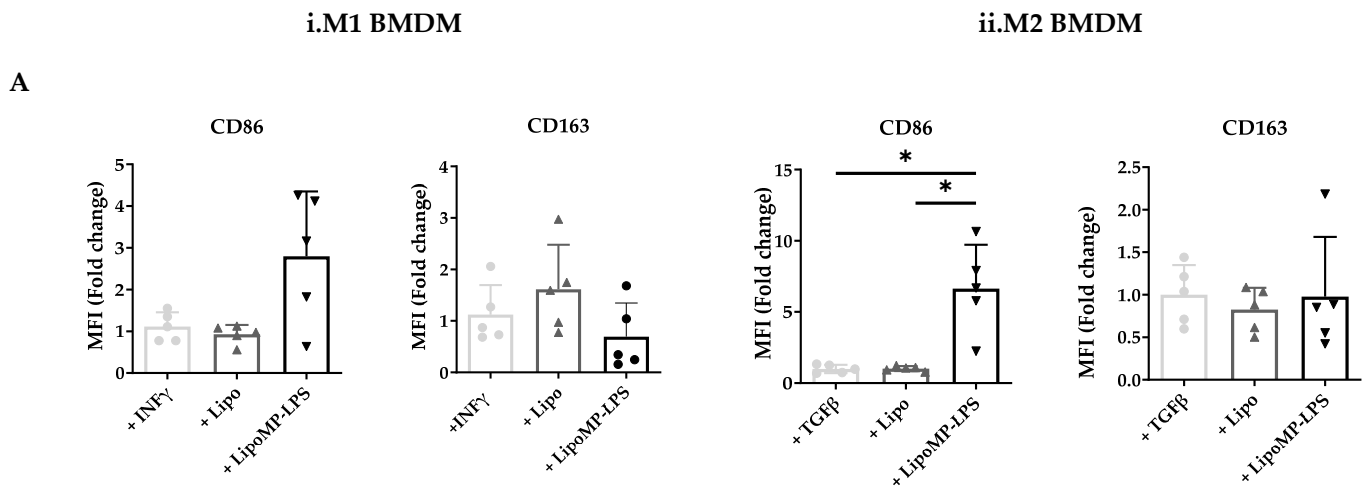 i.M1 BMDM
ii.M2 BMDM
A
CD86
MFI (Fold change)
5
4
3
2
1
0
+ INFγ
+ Lipo
+ LipoMP-LPS
CD163
MFI (Fold change)
4
3
2
1
0
+INFγ
+ Lipo
+ LipoMP-LPS
CD86
MFI (Fold change)
15
10
5
0
*
*
+ TGFβ
+ Lipo
+ LipoMP-LPS
CD163
MFI (Fold change)
2.5
2.0
1.5
1.0
0.5
0.0
+ TGFβ
+ Lipo
+ LipoMP-LPS